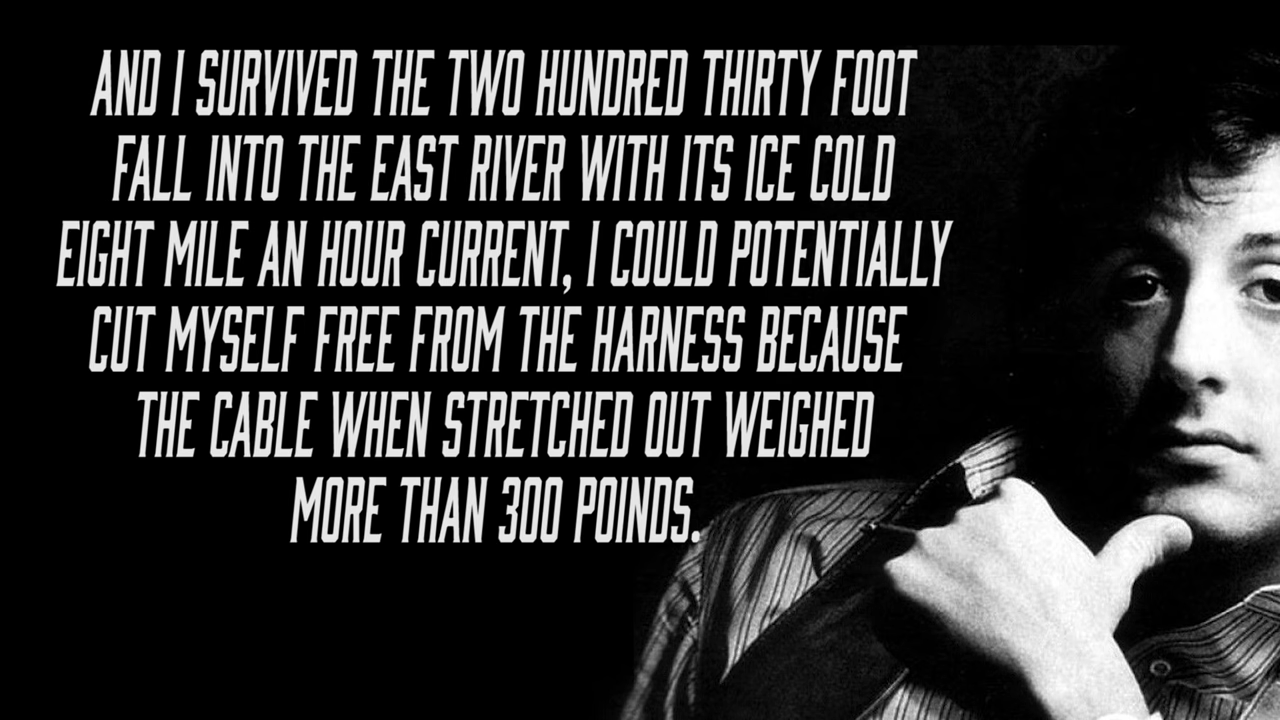 AND I SURVIVED THE TWO HUNDRED THIRTY FOOT
FALL INTO THE EAST RIVER WITH ITS ICE COLD
EIGHT MILE AN HOUR CURRENT, I COULD POTENTIALLY
CUT MYSELF FREE FROM THE HARNESS BECAUSE
THE CABLE WHEN STRETCHED OUT WEIGHED
MORE THAN 300 POINDS.